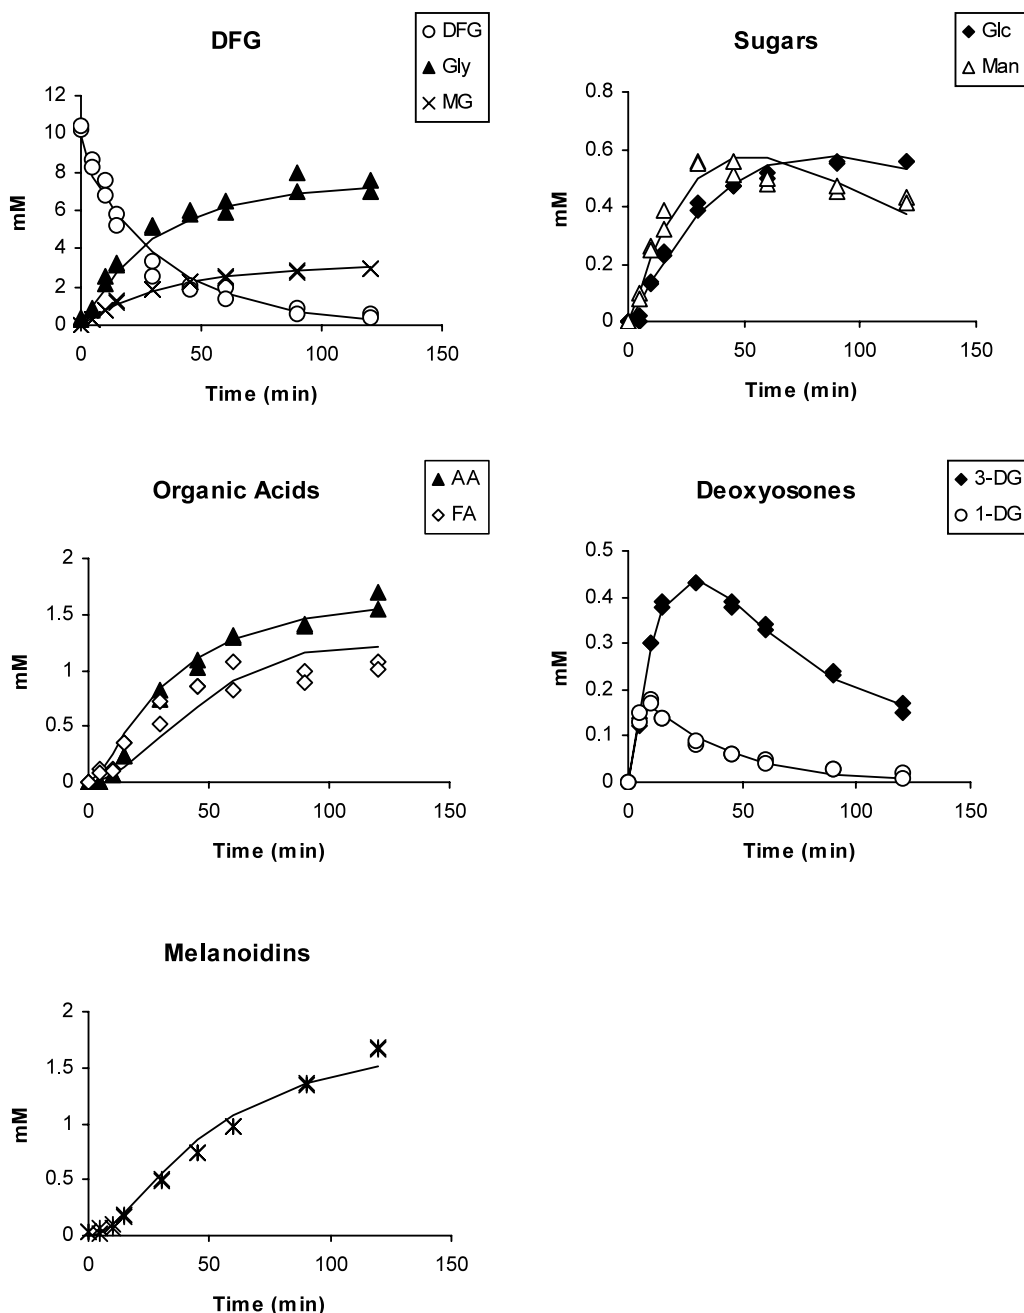 DFG
DFG
Gly
MG
12
10
8
6
4
2
0
mM
0 50 100 150
Time (min)
Sugars
Glc
Man
0.8
0.6
0.4
0.2
0
mM
0 50 100 150
Time (min)
Organic Acids
AA
FA
2
1.5
1
0.5
0
mM
0 50 100 150
Time (min)
Deoxyosones
3-DG
1-DG
0.5
0.4
0.3
0.2
0.1
0
mM
0 50 100 150
Time (min)
Melanoidins
2
1.5
1
0.5
0
mM
0 50 100 150
Time (min)